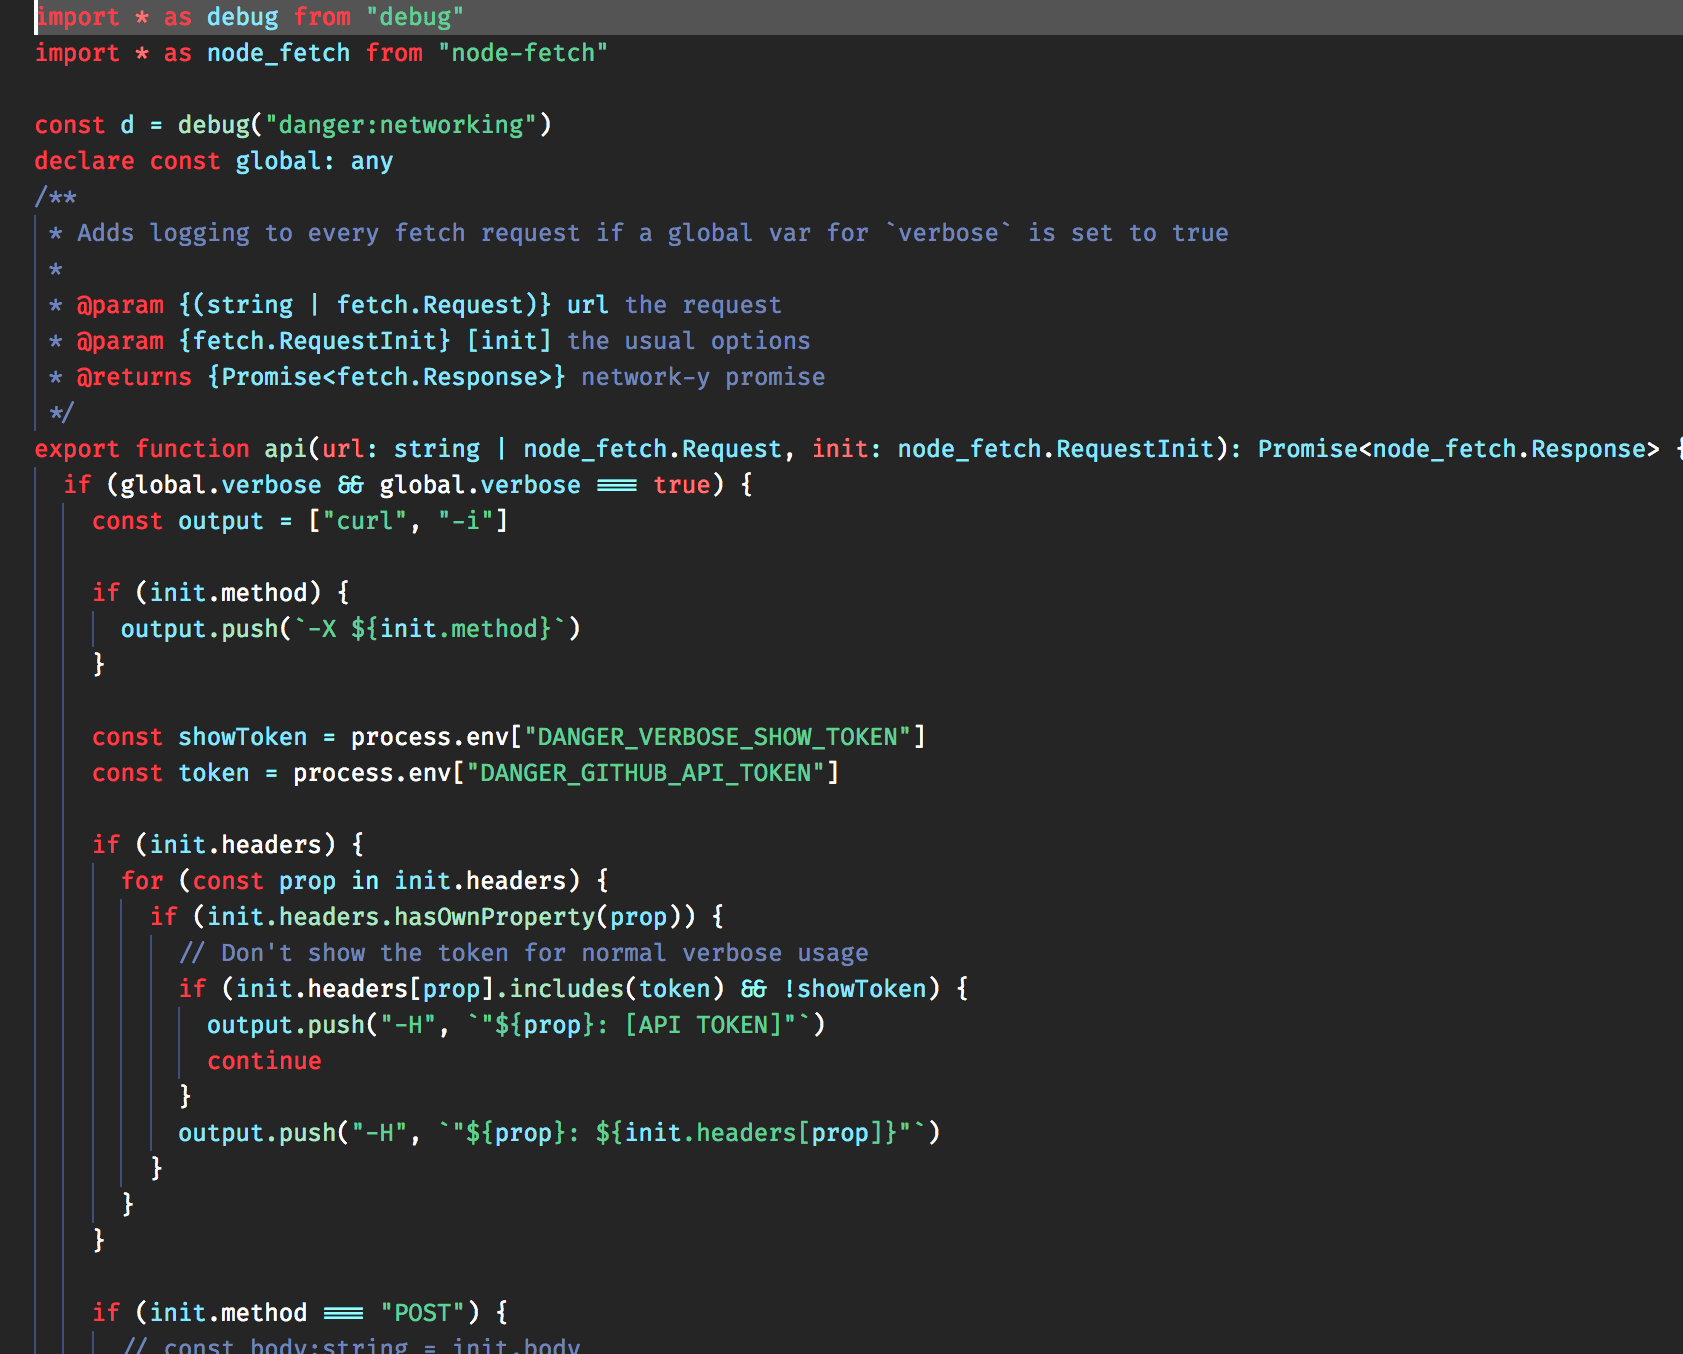 import * as debug from "debug"
import * as node_fetch from "node-fetch"
const d = debug("danger:networking")
declare const global: any
/**
* Adds logging to every fetch request if a global var for `verbose` is set to true
*
* @param {(string | fetch.Request)} url the request
* @param {fetch.RequestInit} [init] the usual options
* @returns {Promise<fetch.Response>} network-y promise
*/
export function api(url: string | node_fetch.Request, init: node_fetch.RequestInit): Promise<node_fetch.Response> {
if (global.verbose && global.verbose === true) {
const output = ["curl", "-i"]
if (init.method) {
output.push(`-X ${init.method}`)
}
const showToken = process.env["DANGER_VERBOSE_SHOW_TOKEN"]
const token = process.env["DANGER_GITHUB_API_TOKEN"]
if (init.headers) {
for (const prop in init.headers) {
if (init.headers.hasOwnProperty(prop)) {
// Don't show the token for normal verbose usage
if (init.headers[prop].includes(token) && !showToken) {
output.push("-H", `"${prop}: [API TOKEN]"`)
continue
}
output.push("-H", `"${prop}: ${init.headers[prop]}"`)
}
}
}
if (init.method === "POST") {
// const body:string = init.body